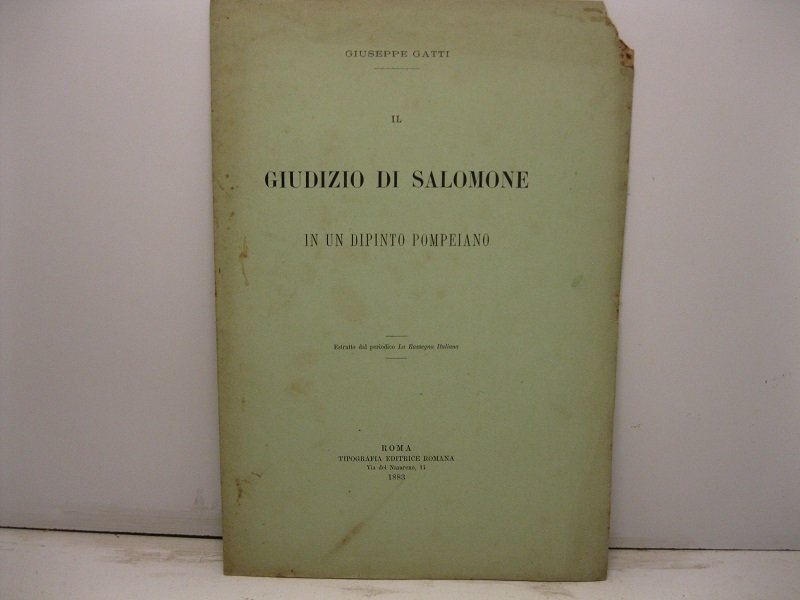 GIUSEPPE GATTI
IL
GIUDIZIO DI SALOMONE
IN UN DIPINTO POMPEIANO
Estratto dal periodico La Rassegna Italiana
ROMA
TIPOGRAFIA EDITRICE ROMANA
Via del Nazareno, 14
1883